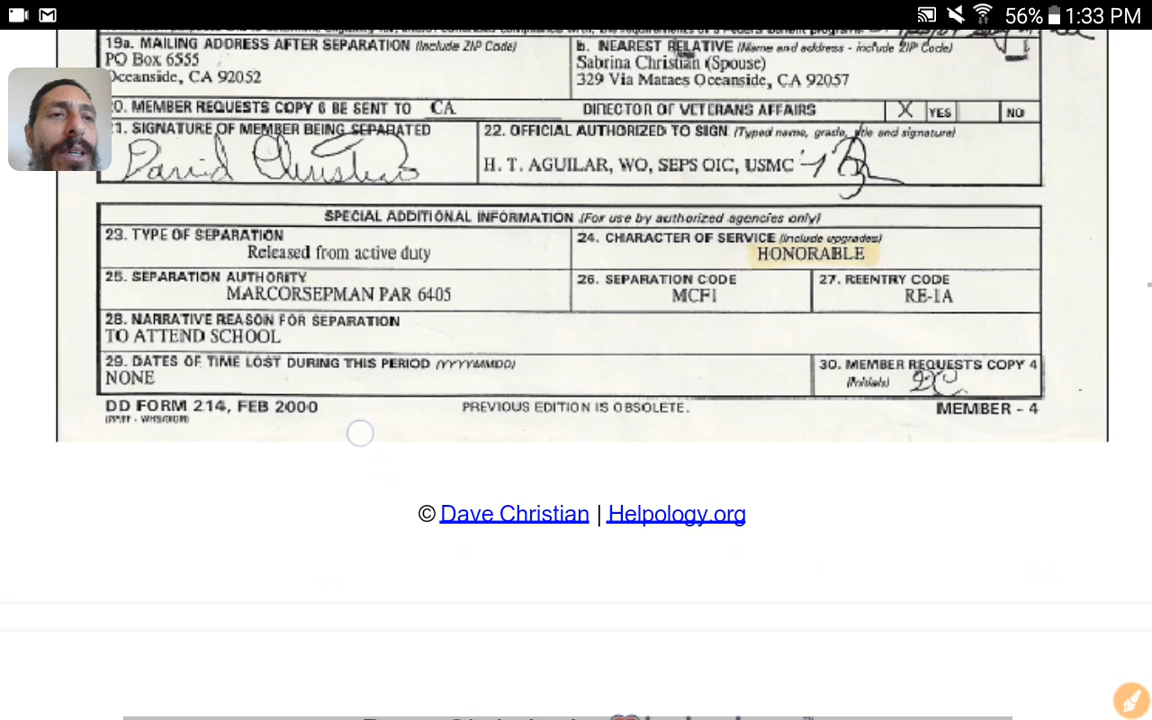 56% 1:33 PM
19a. MAILING ADDRESS AFTER SEPARATION (Include ZIP Code)
PO Box 6555
Oceanside, CA 92052
b. NEAREST RELATIVE (Name and address - include ZIP Code)
Sabrina Christian (Spouse)
329 Via Mataes Oceanside, CA 92057
20. MEMBER REQUESTS COPY 6 BE SENT TO CA DIRECTOR OF VETERANS AFFAIRS X YES NO
21. SIGNATURE OF MEMBER BEING SEPARATED
David Christian
22. OFFICIAL AUTHORIZED TO SIGN (Typed name, grade, title and signature)
H. T. AGUILAR, WO, SEPS OIC, USMC
SPECIAL ADDITIONAL INFORMATION (For use by authorized agencies only)
23. TYPE OF SEPARATION
Released from active duty
24. CHARACTER OF SERVICE (Include upgrades)
HONORABLE
25. SEPARATION AUTHORITY
MARCORSEPMAN PAR 6405
26. SEPARATION CODE
MCF1
27. REENTRY CODE
RE-1A
28. NARRATIVE REASON FOR SEPARATION
TO ATTEND SCHOOL
29. DATES OF TIME LOST DURING THIS PERIOD (YYYYMMDD)
NONE
30. MEMBER REQUESTS COPY 4
(Initials)
DD FORM 214, FEB 2000 PREVIOUS EDITION IS OBSOLETE. MEMBER - 4
© Dave Christian | Helpology.org